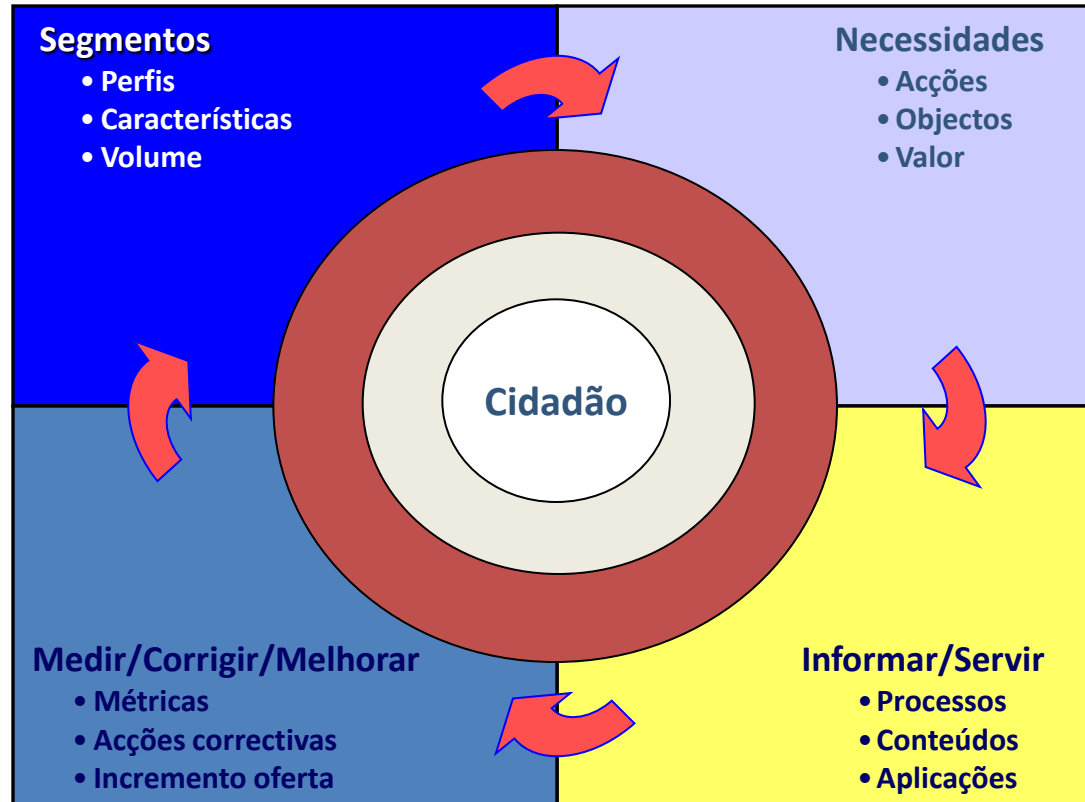 Segmentos
• Perfis
• Características
• Volume
Necessidades
• Acções
• Objectos
• Valor
Cidadão
Medir/Corrigir/Melhorar
• Métricas
• Acções correctivas
• Incremento oferta
Informar/Servir
• Processos
• Conteúdos
• Aplicações